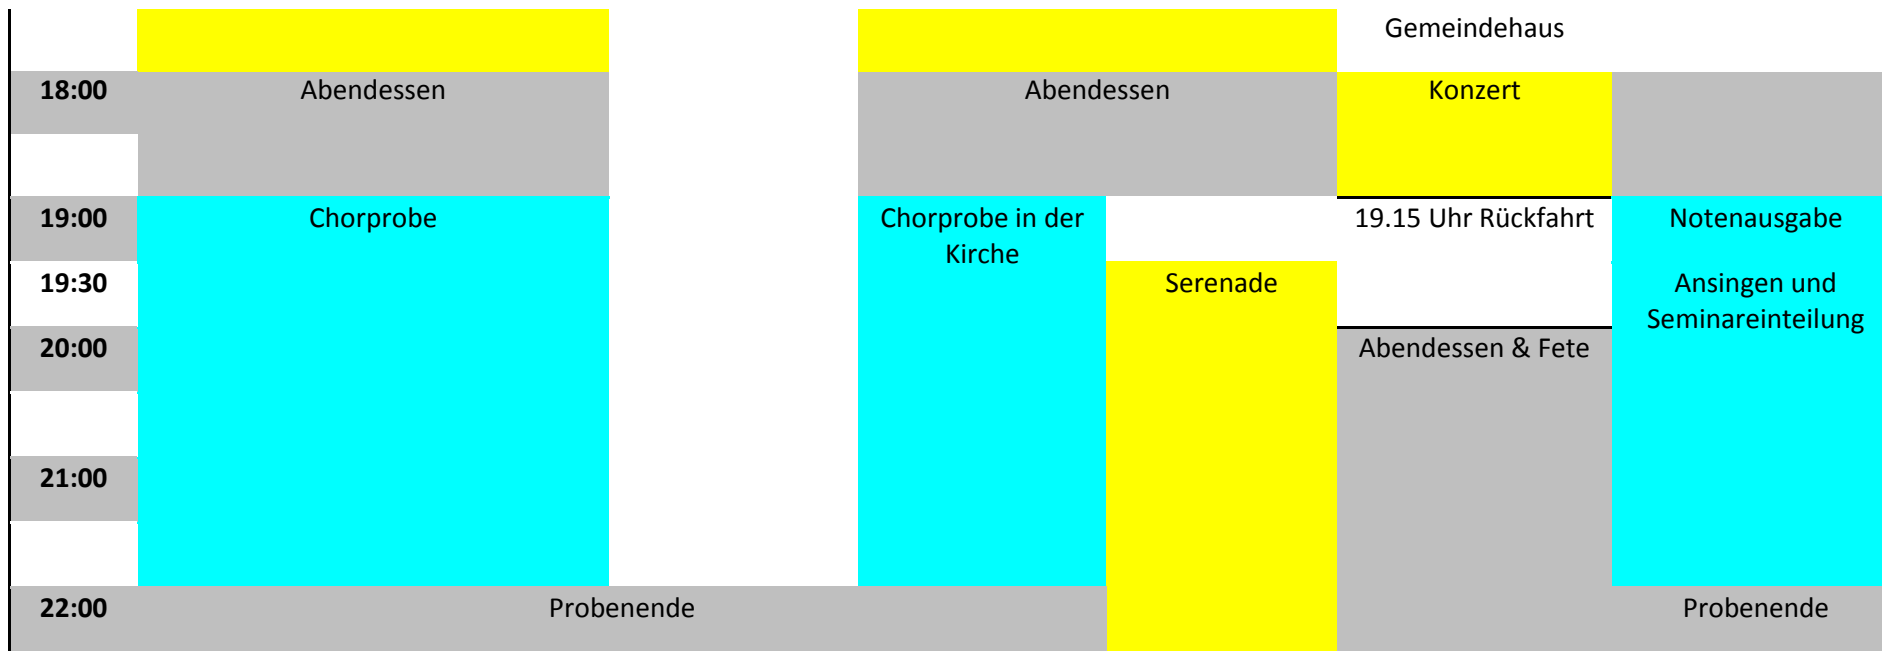 Gemeindehaus
18:00 Abendessen Abendessen Konzert
19:00 Chorprobe Chorprobe in der 19.15 Uhr Rückfahrt Notenausgabe
Kirche
19:30 Serenade Ansingen und
Seminareinteilung
20:00 Abendessen & Fete
21:00
22:00 Probenende Probenende